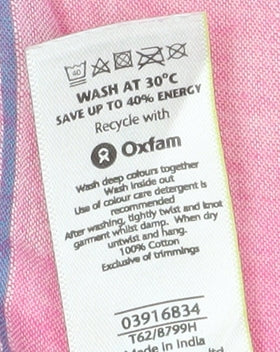 40
WASH AT 30°C
SAVE UP TO 40% ENERGY
Recycle with
Oxfam
Wash deep colours together
Wash inside out
Use of colour care detergent is
recommended
After washing, tightly twist and knot
garment whilst damp. When dry
untwist and hang.
100% Cotton
Exclusive of trimmings
03916834
T62/8799H
Made in India